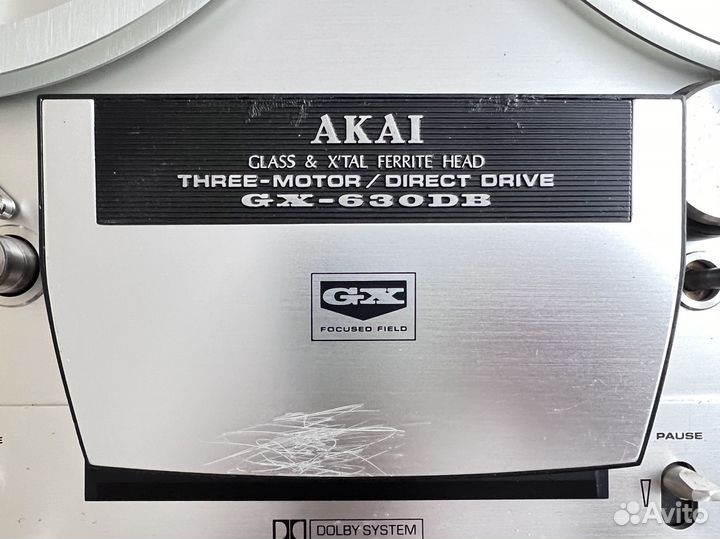 AKAI
GLASS & X'TAL FERRITE HEAD
THREE-MOTOR/DIRECT DRIVE
GX-630DB
GX
FOCUSED FIELD
PAUSE
DOLBY SYSTEM
Avito